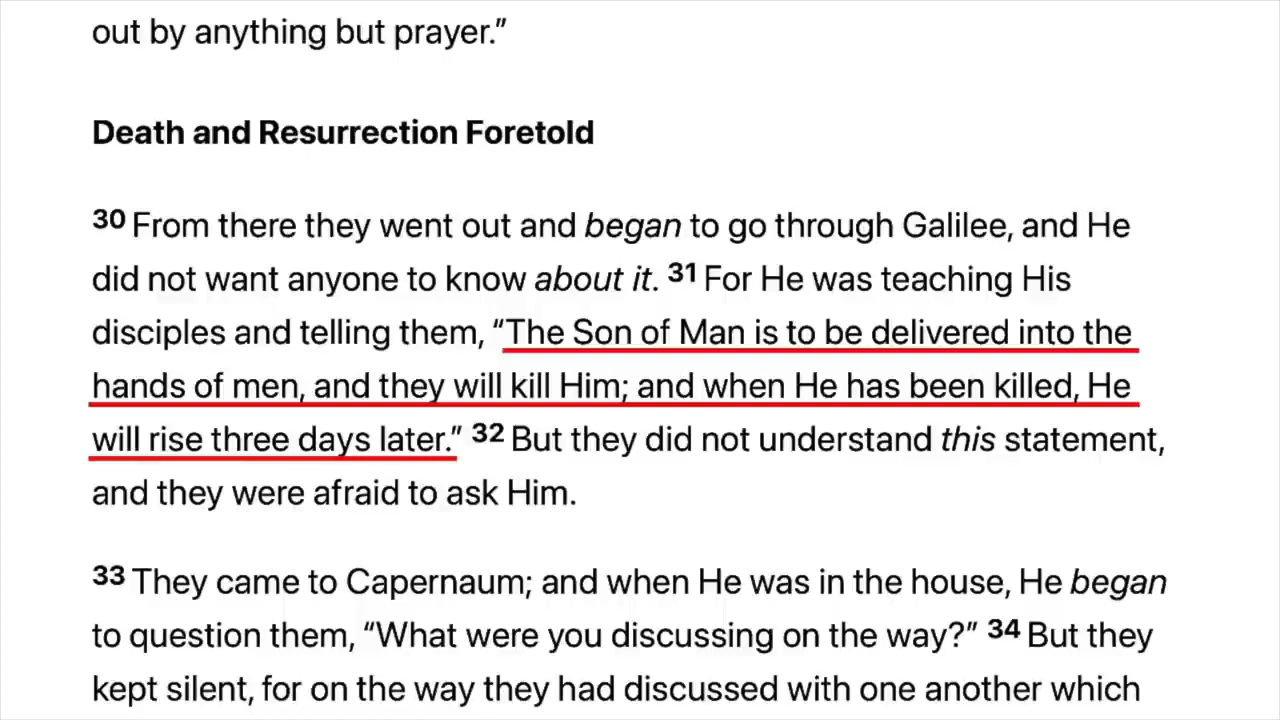 out by anything but prayer.”
Death and Resurrection Foretold
30 From there they went out and began to go through Galilee, and He
did not want anyone to know about it. 31 For He was teaching His
disciples and telling them, “The Son of Man is to be delivered into the
hands of men, and they will kill Him; and when He has been killed, He
will rise three days later.” 32 But they did not understand this statement,
and they were afraid to ask Him.
33 They came to Capernaum; and when He was in the house, He began
to question them, “What were you discussing on the way?” 34 But they
kept silent, for on the way they had discussed with one another which